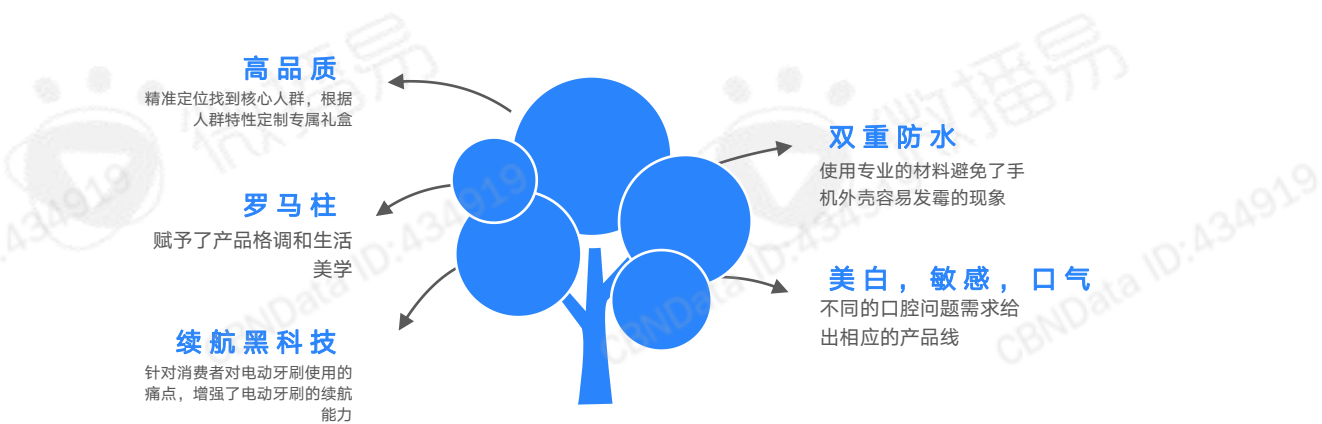 高品质
精准定位找到核心人群，根据
人群特性定制专属礼盒
罗马柱
赋予了产品格调和生活
美学
续航黑科技
针对消费者对电动牙刷使用的
痛点，增强了电动牙刷的续航
能力
双重防水
使用专业的材料避免了手
机外壳容易发霉的现象
美白，敏感，口气
不同的口腔问题需求给
出相应的产品线
微播易
微播易
:434919
CBNData ID:434919
CBNData ID:434919
CBNData ID:434919